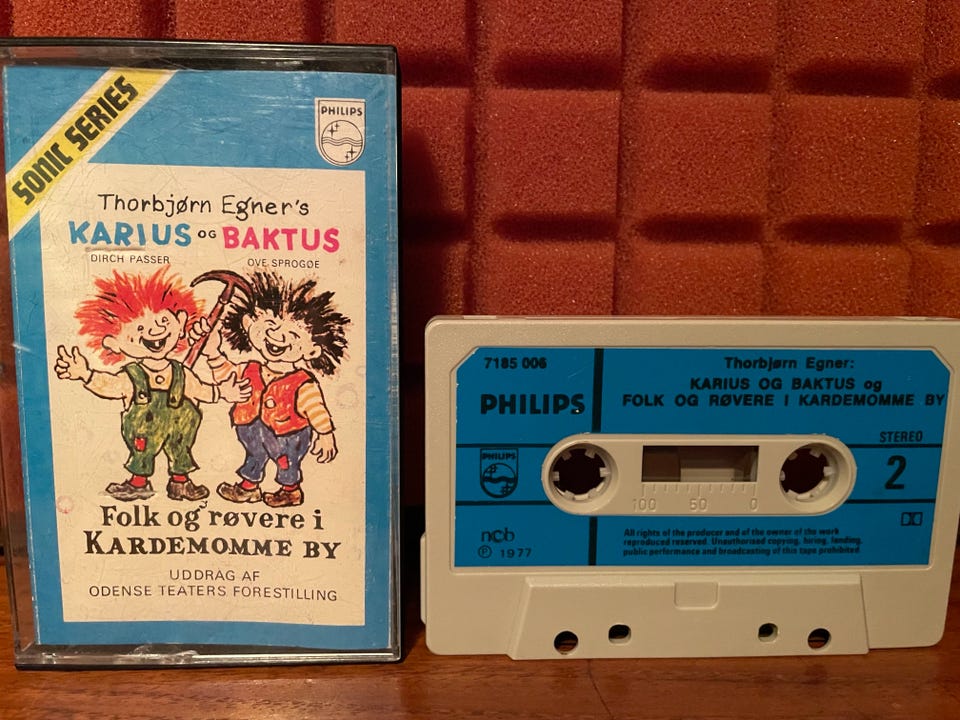 SONIC SERIES
PHILIPS
Thorbjørn Egner's
KARIUS OG BAKTUS
DIRCH PASSER OVE SPROGØE
Folk og røvere i
KARDEMOMME BY
UDDRAG AF
ODENSE TEATERS FORESTILLING
7185 006
Thorbjørn Egner:
KARIUS OG BAKTUS og
FOLK OG RØVERE I KARDEMOMME BY
PHILIPS
STEREO
2
PHILIPS
100 50 0
ncb
Ⓟ 1977
All rights of the producer and of the owner of the work
reproduced reserved. Unauthorised copying, hiring, lending,
public performance and broadcasting of this tape prohibited.